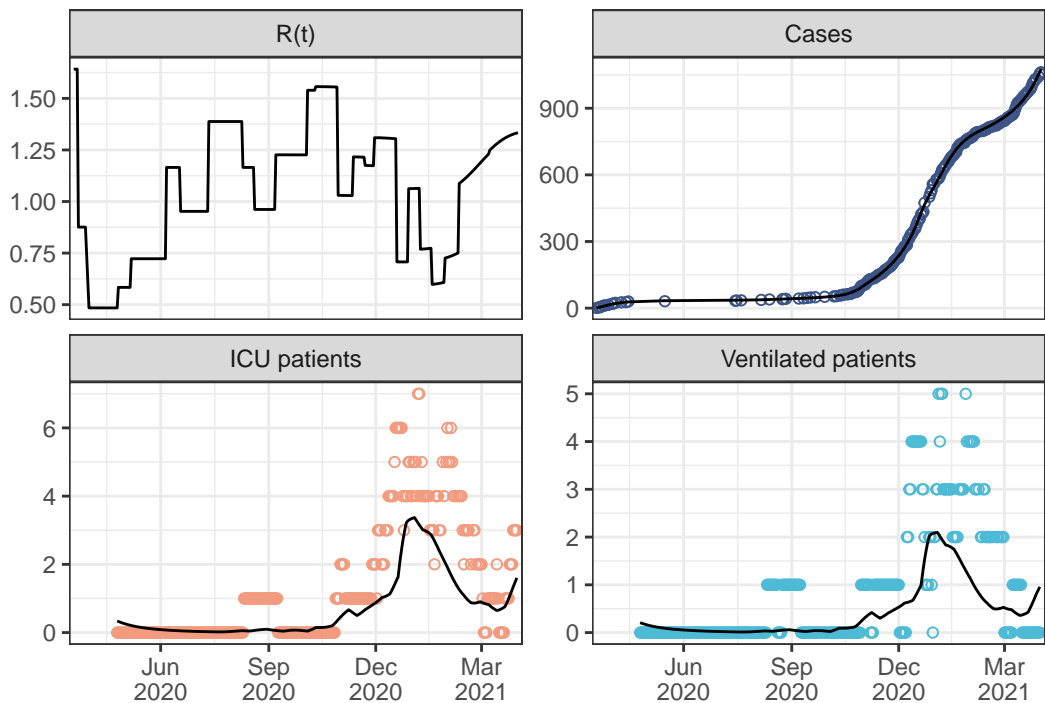 R(t)
Cases
1.50
1.25
1.00
0.75
0.50
900
600
300
0
ICU patients
Ventilated patients
6
4
2
0
5
4
3
2
1
0
Jun Sep Dec Mar
2020 2020 2020 2021
Jun Sep Dec Mar
2020 2020 2020 2021